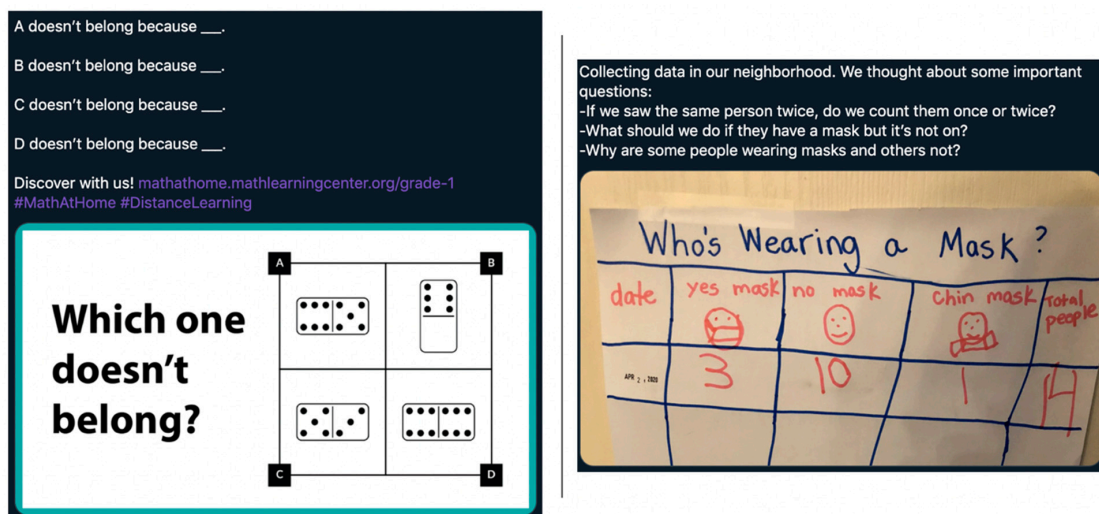 A doesn’t belong because ___.
B doesn’t belong because ___.
C doesn’t belong because ___.
D doesn’t belong because ___.
Discover with us! mathathome.mathlearningcenter.org/grade-1
#MathAtHome #DistanceLearning
Which one
doesn’t
belong?
A
B
C
D
Collecting data in our neighborhood. We thought about some important
questions:
-If we saw the same person twice, do we count them once or twice?
-What should we do if they have a mask but it’s not on?
-Why are some people wearing masks and others not?
Who's Wearing a Mask?
date yes mask no mask chin mask Total
people
APR 2, 2020 3 10 1 14